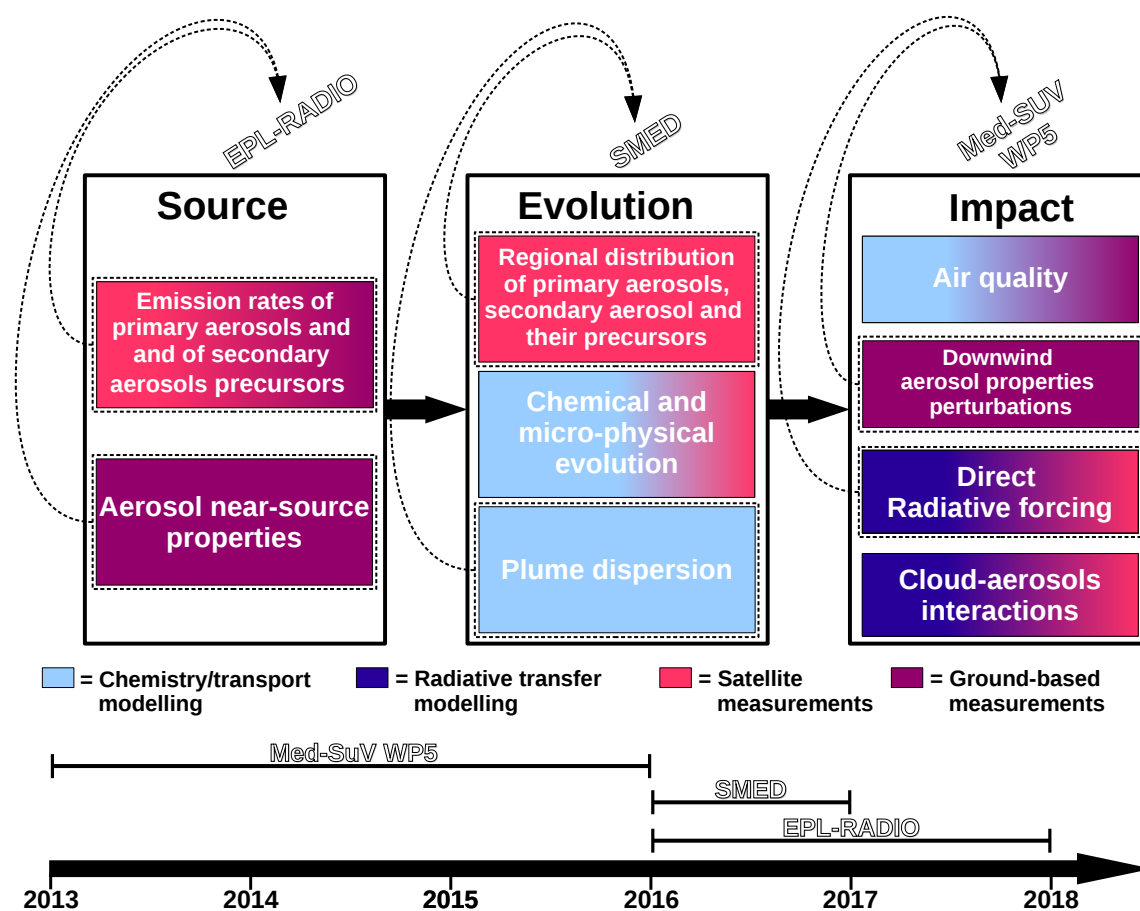 EPL-RADIO
SMED
Med-SUV
WP5
Source
Emission rates of
primary aerosols and
and of secondary
aerosols precursors
Aerosol near-source
properties
Evolution
Regional distribution
of primary aerosols,
secondary aerosol and
their precursors
Chemical and
micro-physical
evolution
Plume dispersion
Impact
Air quality
Downwind
aerosol properties
perturbations
Direct
Radiative forcing
Cloud-aerosols
interactions
= Chemistry/transport
modelling
= Radiative transfer
modelling
= Satellite
measurements
= Ground-based
measurements
Med-SuV WP5
SMED
EPL-RADIO
2013 2014 2015 2016 2017 2018